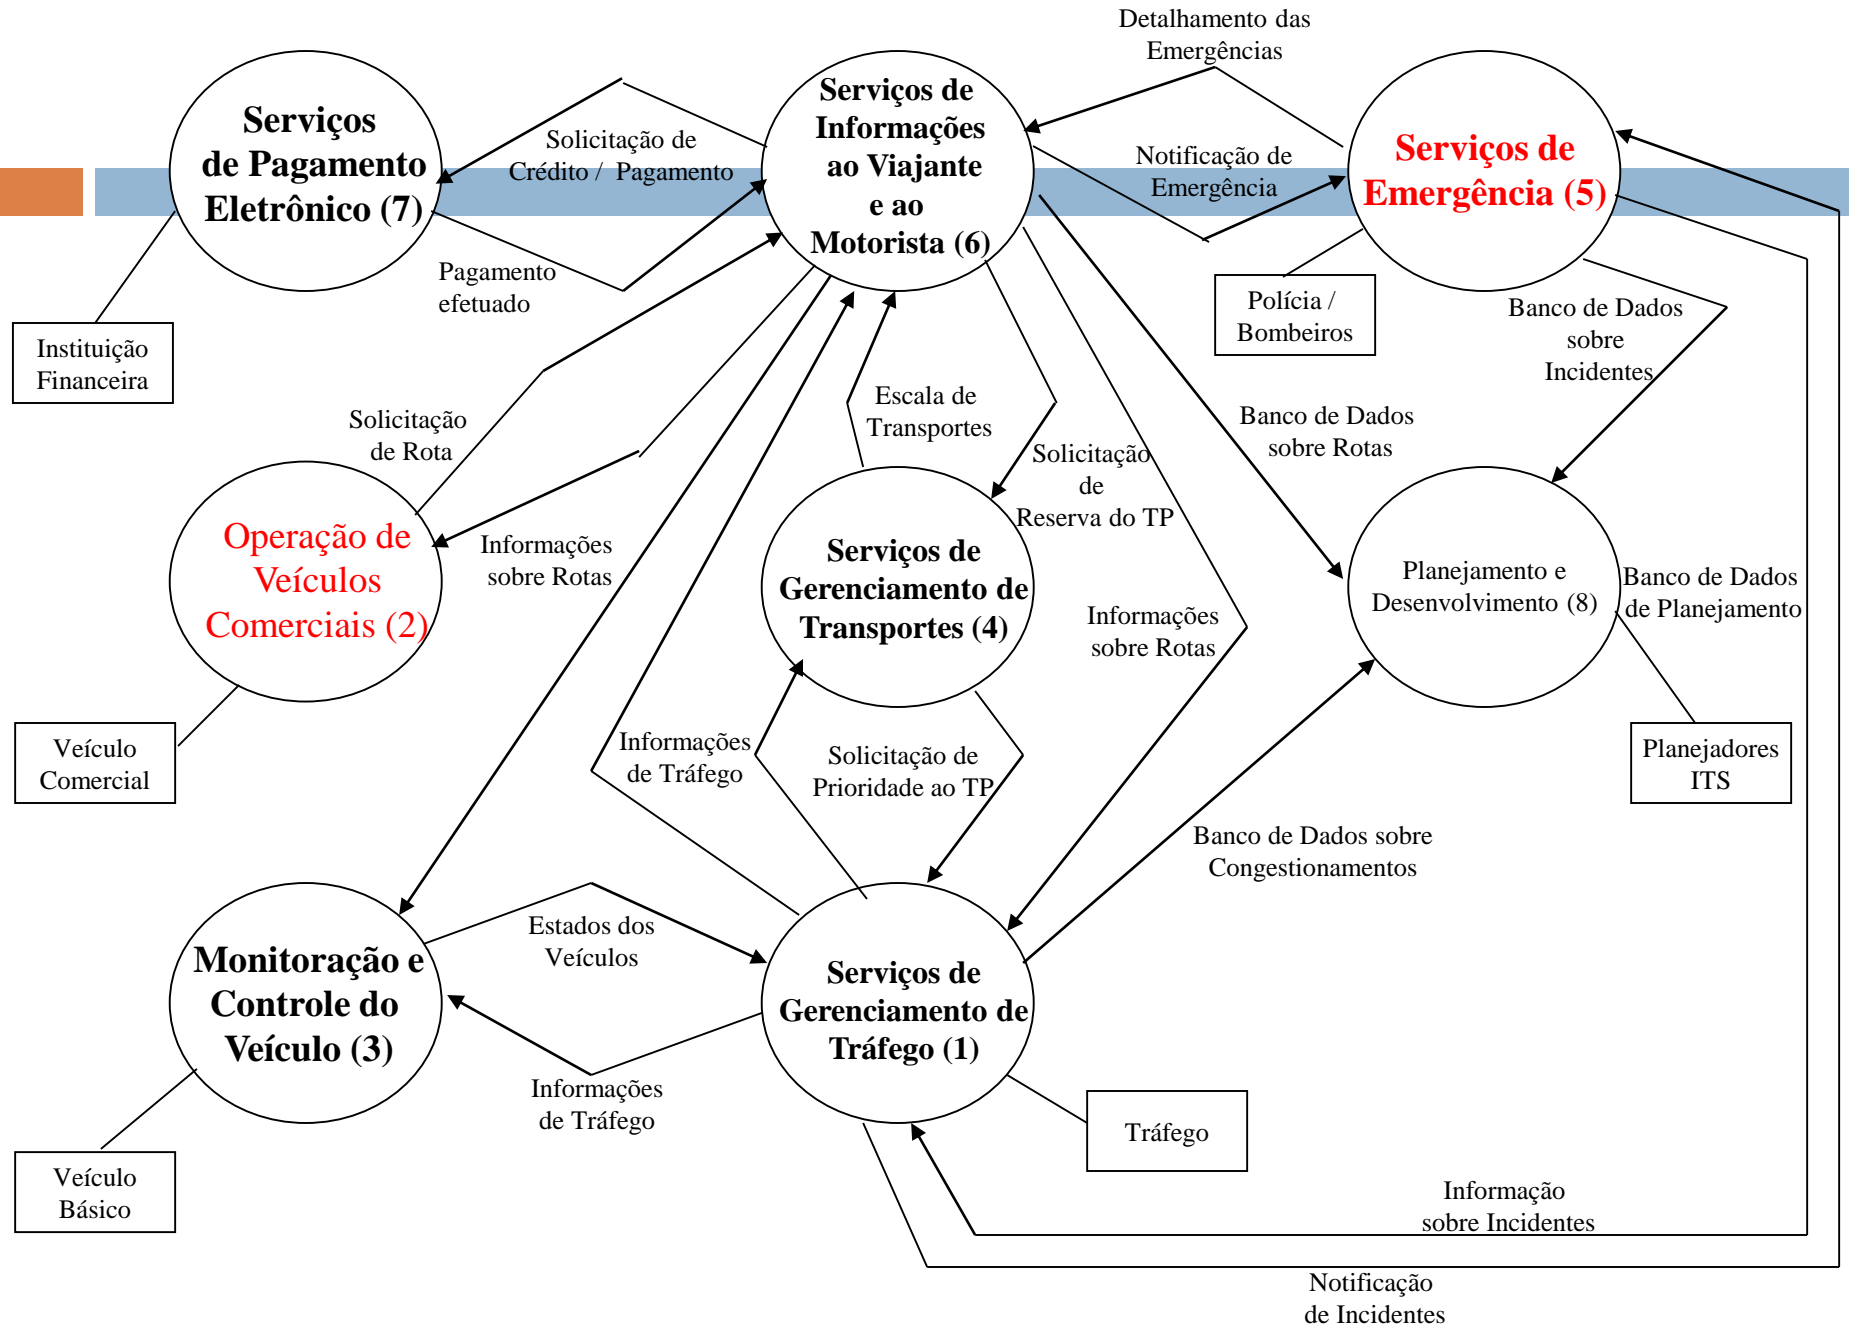 Detalhamento das
Emergências
Serviços
de Pagamento
Eletrônico (7)
Solicitação de
Crédito / Pagamento
Serviços de
Informações
ao Viajante
e ao
Motorista (6)
Notificação de
Emergência
Serviços de
Emergência (5)
Pagamento
efetuado
Instituição
Financeira
Polícia /
Bombeiros
Banco de Dados
sobre
Incidentes
Solicitação
de Rota
Escala de
Transportes
Solicitação
de
Reserva do TP
Banco de Dados
sobre Rotas
Operação de
Veículos
Comerciais (2)
Informações
sobre Rotas
Serviços de
Gerenciamento de
Transportes (4)
Informações
sobre Rotas
Planejamento e
Desenvolvimento (8)
Banco de Dados
de Planejamento
Veículo
Comercial
Informações
de Tráfego
Solicitação de
Prioridade ao TP
Planejadores
ITS
Banco de Dados sobre
Congestionamentos
Monitoração e
Controle do
Veículo (3)
Estados dos
Veículos
Serviços de
Gerenciamento de
Tráfego (1)
Informações
de Tráfego
Tráfego
Veículo
Básico
Informação
sobre Incidentes
Notificação
de Incidentes